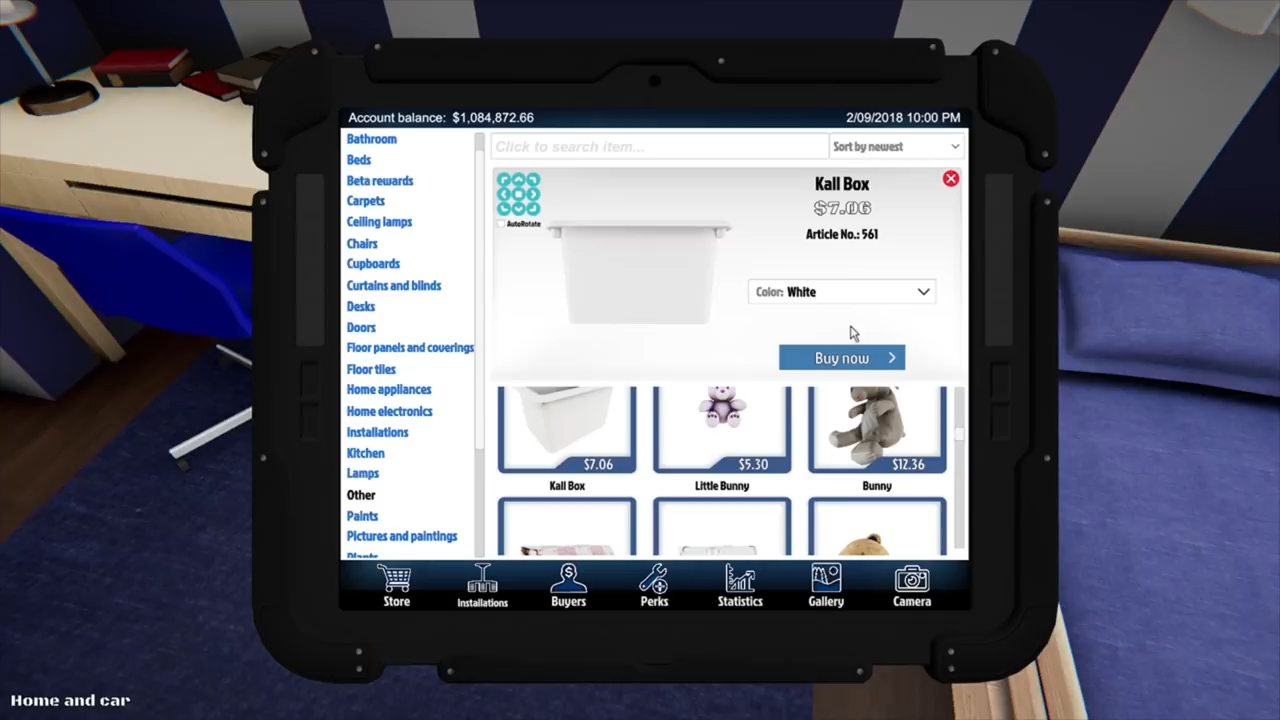 Account balance: $1,084,872.66
2/09/2018 10:00 PM
Bathroom
Beds
Beta rewards
Carpets
Ceiling lamps
Chairs
Cupboards
Curtains and blinds
Desks
Doors
Floor panels and coverings
Floor tiles
Home appliances
Home electronics
Installations
Kitchen
Lamps
Other
Paints
Pictures and paintings
Plants
Click to search item...
Sort by newest
AutoRotate
Kall Box
$7.06
Article No.: 561
Color: White
Buy now
$7.06
$5.30
$12.36
Kall Box
Little Bunny
Bunny
Store
Installations
Buyers
Perks
Statistics
Gallery
Camera
Home and car